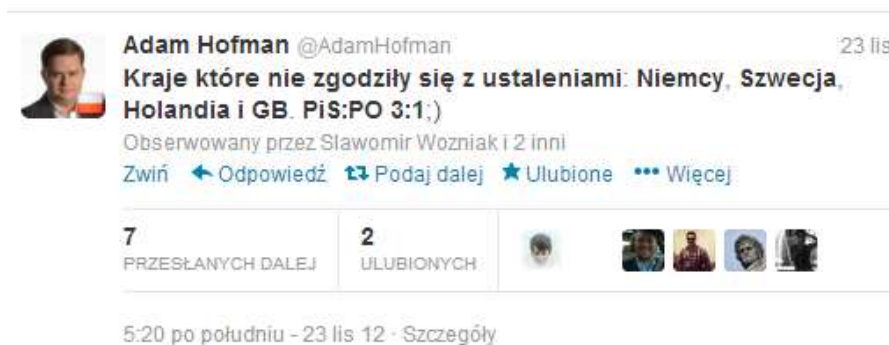 Adam Hofman @AdamHofman 23 lis
Kraje które nie zgodziły się z ustaleniami: Niemcy, Szwecja,
Holandia i GB. PiS:PO 3:1;)
Obserwowany przez Slawomir Wozniak i 2 inni
Zwiń Odpowiedź Podaj dalej Ulubione Więcej
7 2
PRZESŁANYCH DALEJ ULUBIONYCH
5:20 po południu - 23 lis 12 · Szczegóły